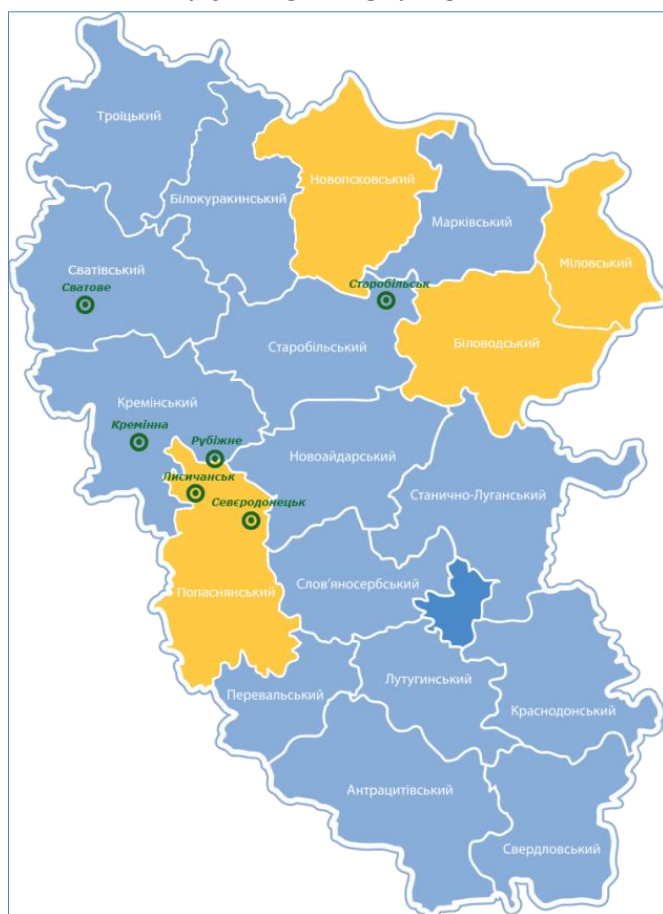 Троїцький
Білокуракинський
Новопсковський
Марківський
Міловський
Сватівський
Сватове
Старобільськ
Старобільський
Біловодський
Кремінський
Кремінна
Рубіжне
Новоайдарський
Лисичанськ
Станично-Луганський
Сєвєродонецьк
Попаснянський
Слов'яносербський
Перевальський
Лутугинський
Краснодонський
Антрацитівський
Свердловський